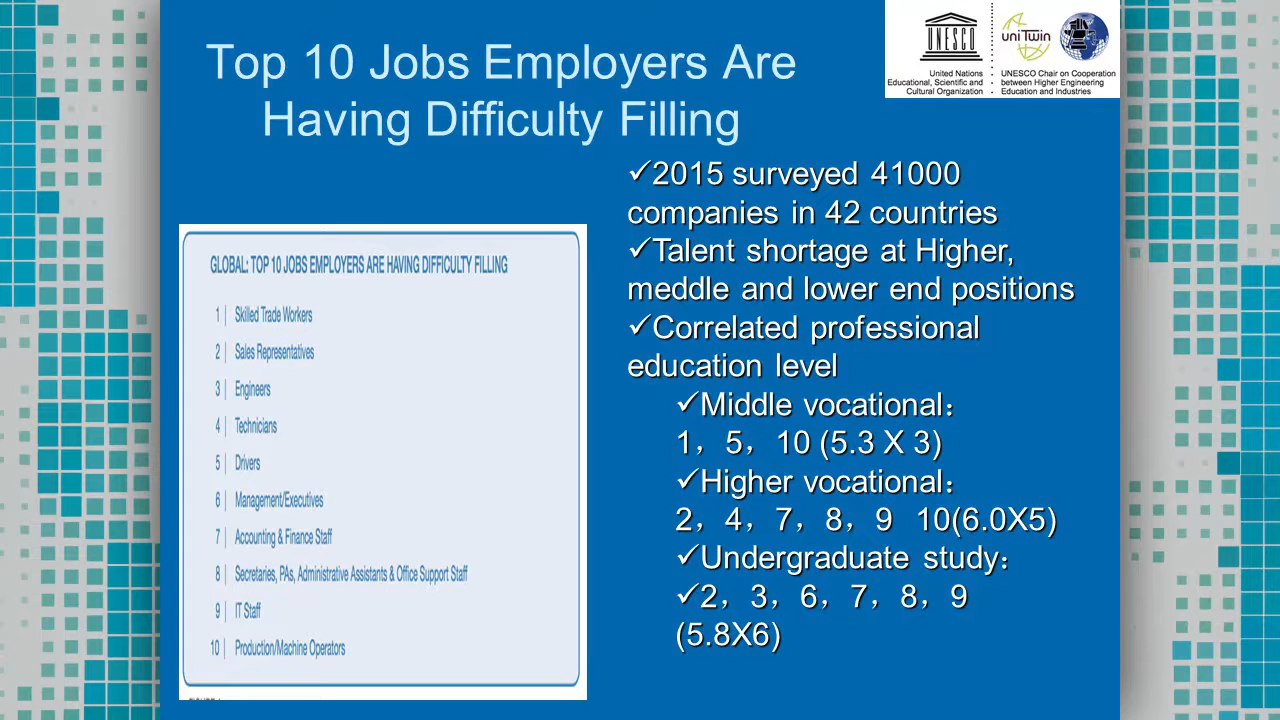 Top 10 Jobs Employers Are
Having Difficulty Filling
UNESCO
uniTwin
United Nations
Educational, Scientific and
Cultural Organization
UNESCO Chair on Cooperation
between Higher Engineering
Education and Industries
GLOBAL: TOP 10 JOBS EMPLOYERS ARE HAVING DIFFICULTY FILLING
1 | Skilled Trade Workers
2 | Sales Representatives
3 | Engineers
4 | Technicians
5 | Drivers
6 | Management/Executives
7 | Accounting & Finance Staff
8 | Secretaries, PAs, Administrative Assistants & Office Support Staff
9 | IT Staff
10 | Production/Machine Operators
✓2015 surveyed 41000
companies in 42 countries
✓Talent shortage at Higher,
meddle and lower end positions
✓Correlated professional
education level
✓Middle vocational：
1，5，10 (5.3 X 3)
✓Higher vocational：
2，4，7，8，9 10(6.0X5)
✓Undergraduate study：
✓2，3，6，7，8，9
(5.8X6)